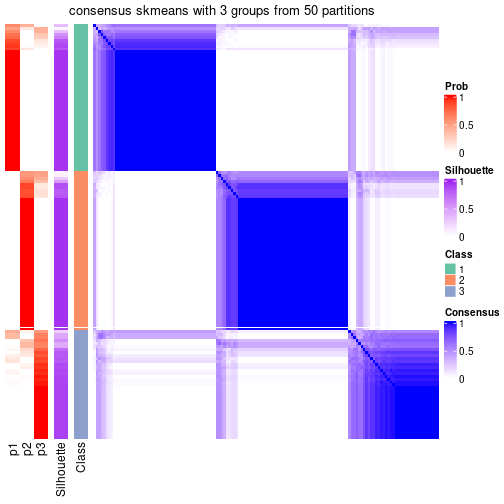 consensus skmeans with 3 groups from 50 partitions
Prob
1
0.5
0
Silhouette
1
0.5
0
Class
1
2
3
Consensus
1
0.5
0
p1
p2
p3
Silhouette
Class